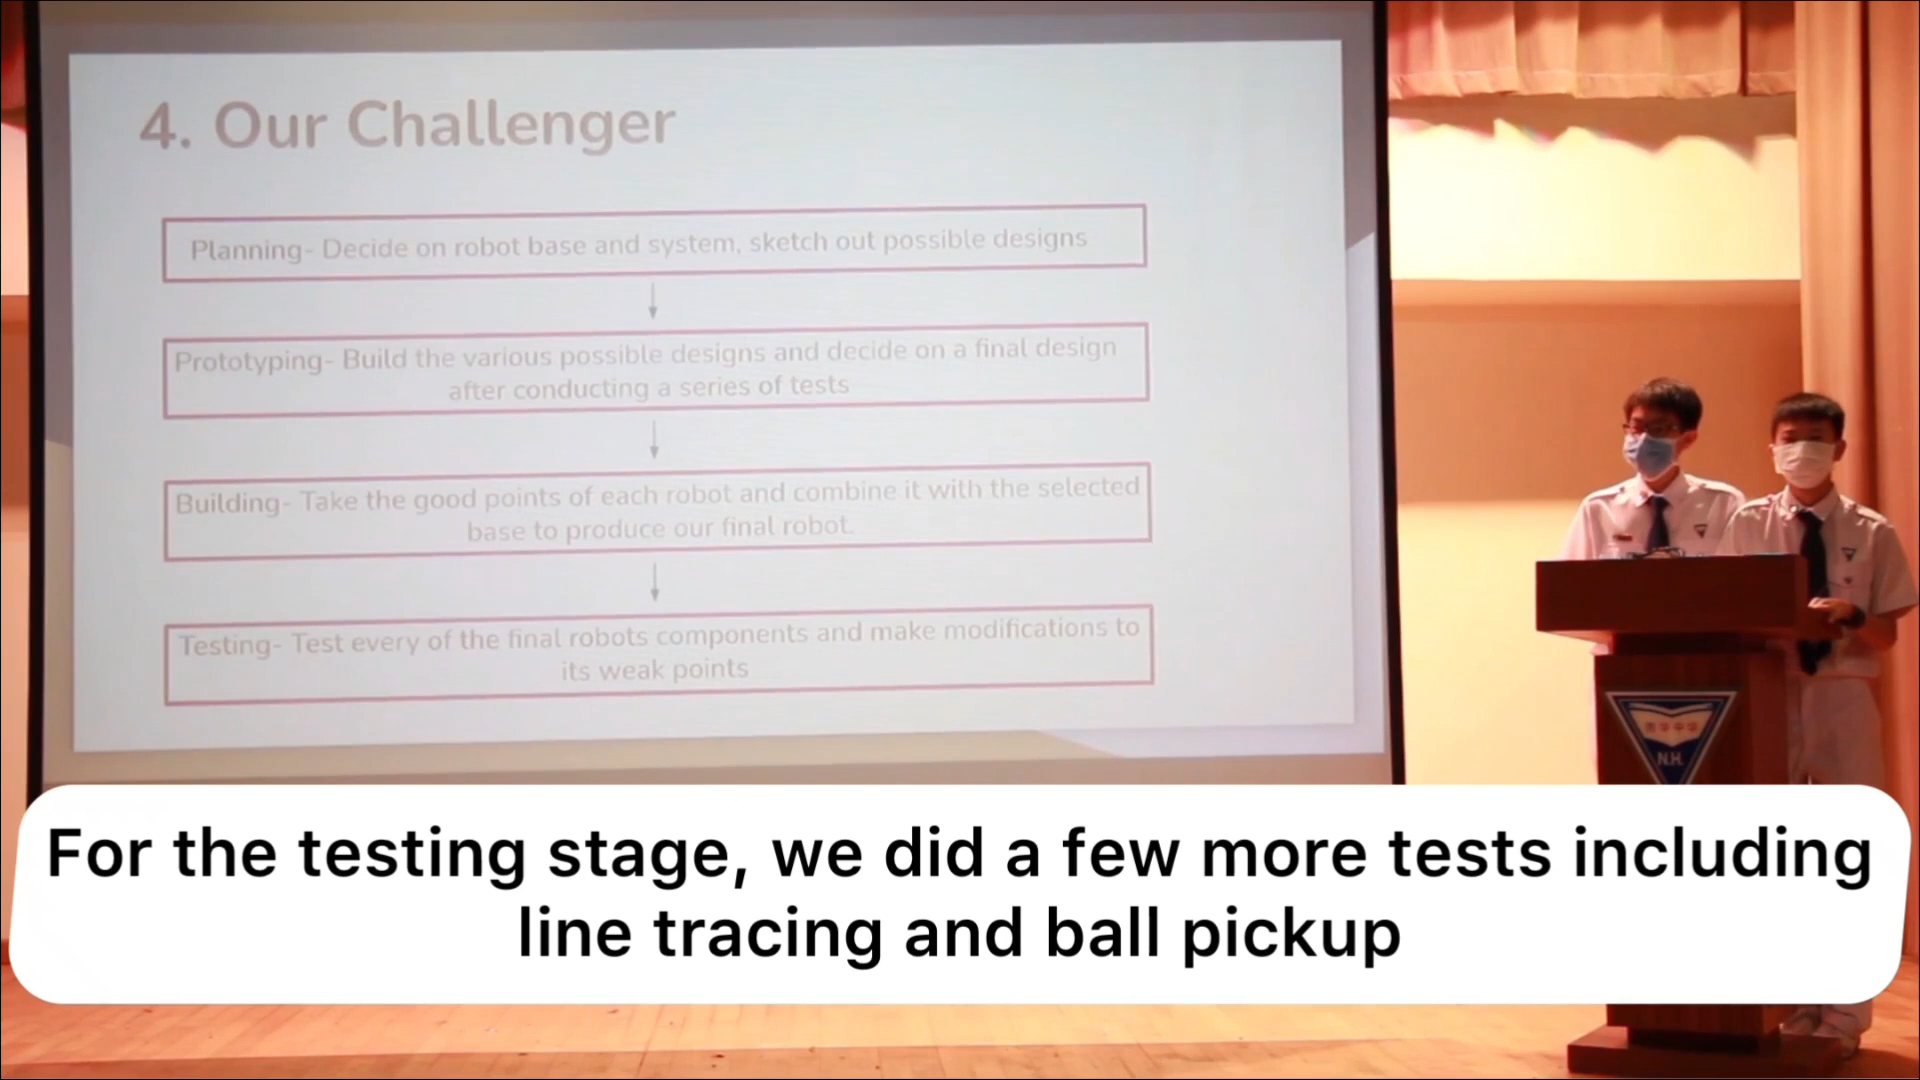 4. Our Challenger
Planning- Decide on robot base and system, sketch out possible designs
Prototyping- Build the various possible designs and decide on a final design
after conducting a series of tests
Building- Take the good points of each robot and combine it with the selected
base to produce our final robot.
Testing- Test every of the final robots components and make modifications to
its weak points
N.H.
For the testing stage, we did a few more tests including
line tracing and ball pickup